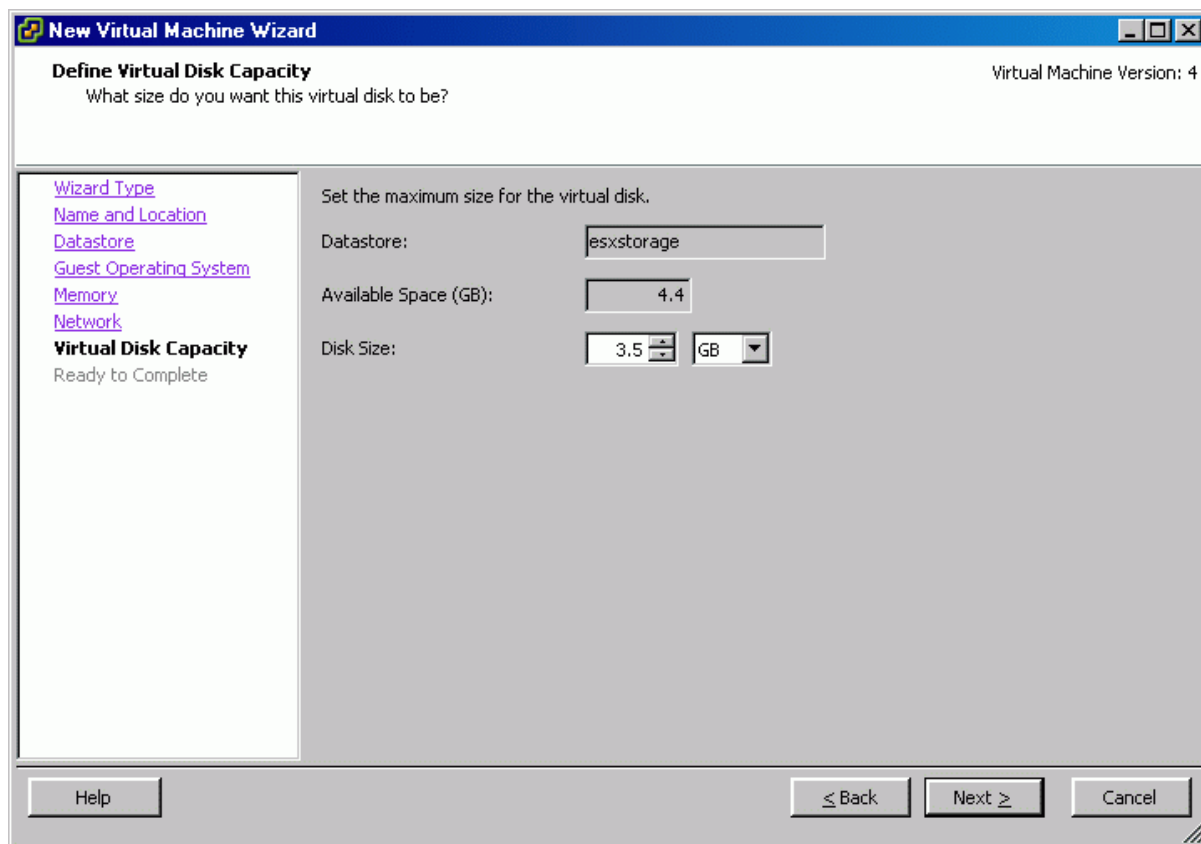 New Virtual Machine Wizard
Define Virtual Disk Capacity
What size do you want this virtual disk to be?
Virtual Machine Version: 4
Wizard Type
Name and Location
Datastore
Guest Operating System
Memory
Network
Virtual Disk Capacity
Ready to Complete
Set the maximum size for the virtual disk.
Datastore: esxstorage
Available Space (GB): 4.4
Disk Size: 3.5 GB
Help
< Back
Next >
Cancel